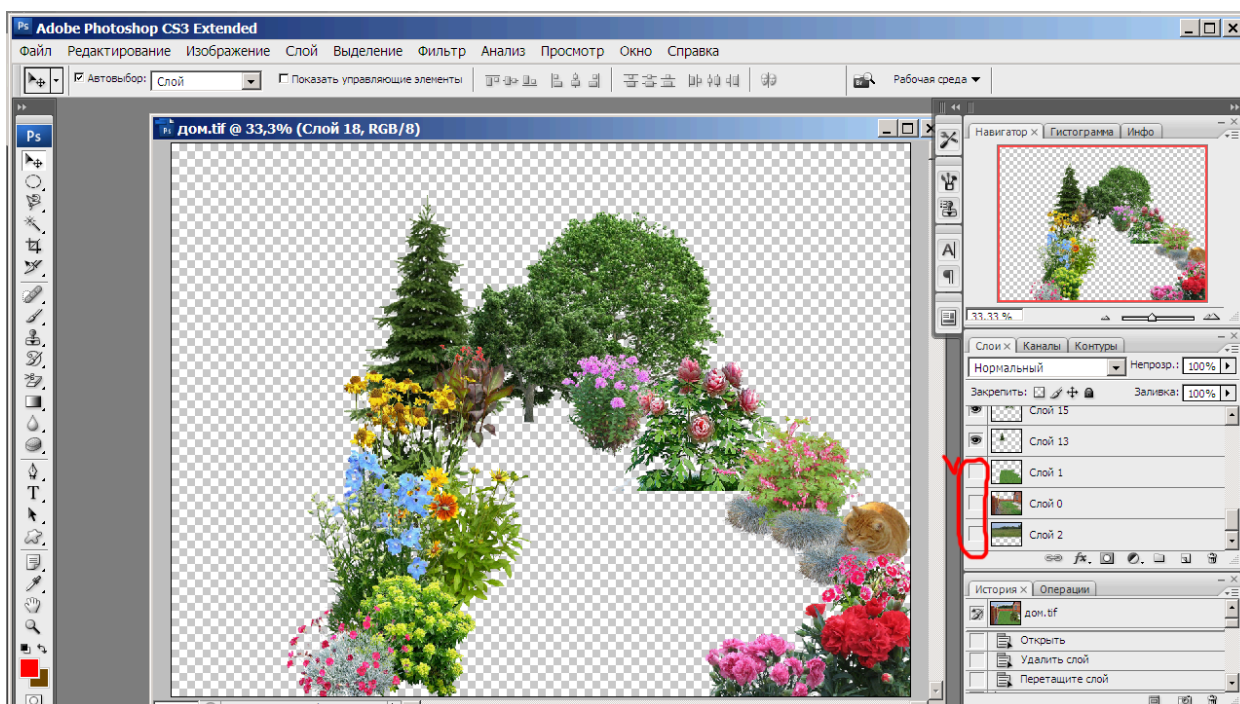 Ps Adobe Photoshop CS3 Extended
Файл Редактирование Изображение Слой Выделение Фильтр Анализ Просмотр Окно Справка
Автовыбор: Слой Показать управляющие элементы Рабочая среда
Ps
дом.tif @ 33,3% (Слой 18, RGB/8)
Навигатор × Гистограмма Инфо
33.33 %
Слои × Каналы Контуры
Нормальный Непрозр.: 100%
Закрепить: Заливка: 100%
Слой 15
Слой 13
Слой 1
Слой 0
Слой 2
История × Операции
дом.tif
Открыть
Удалить слой
Перетащите слой